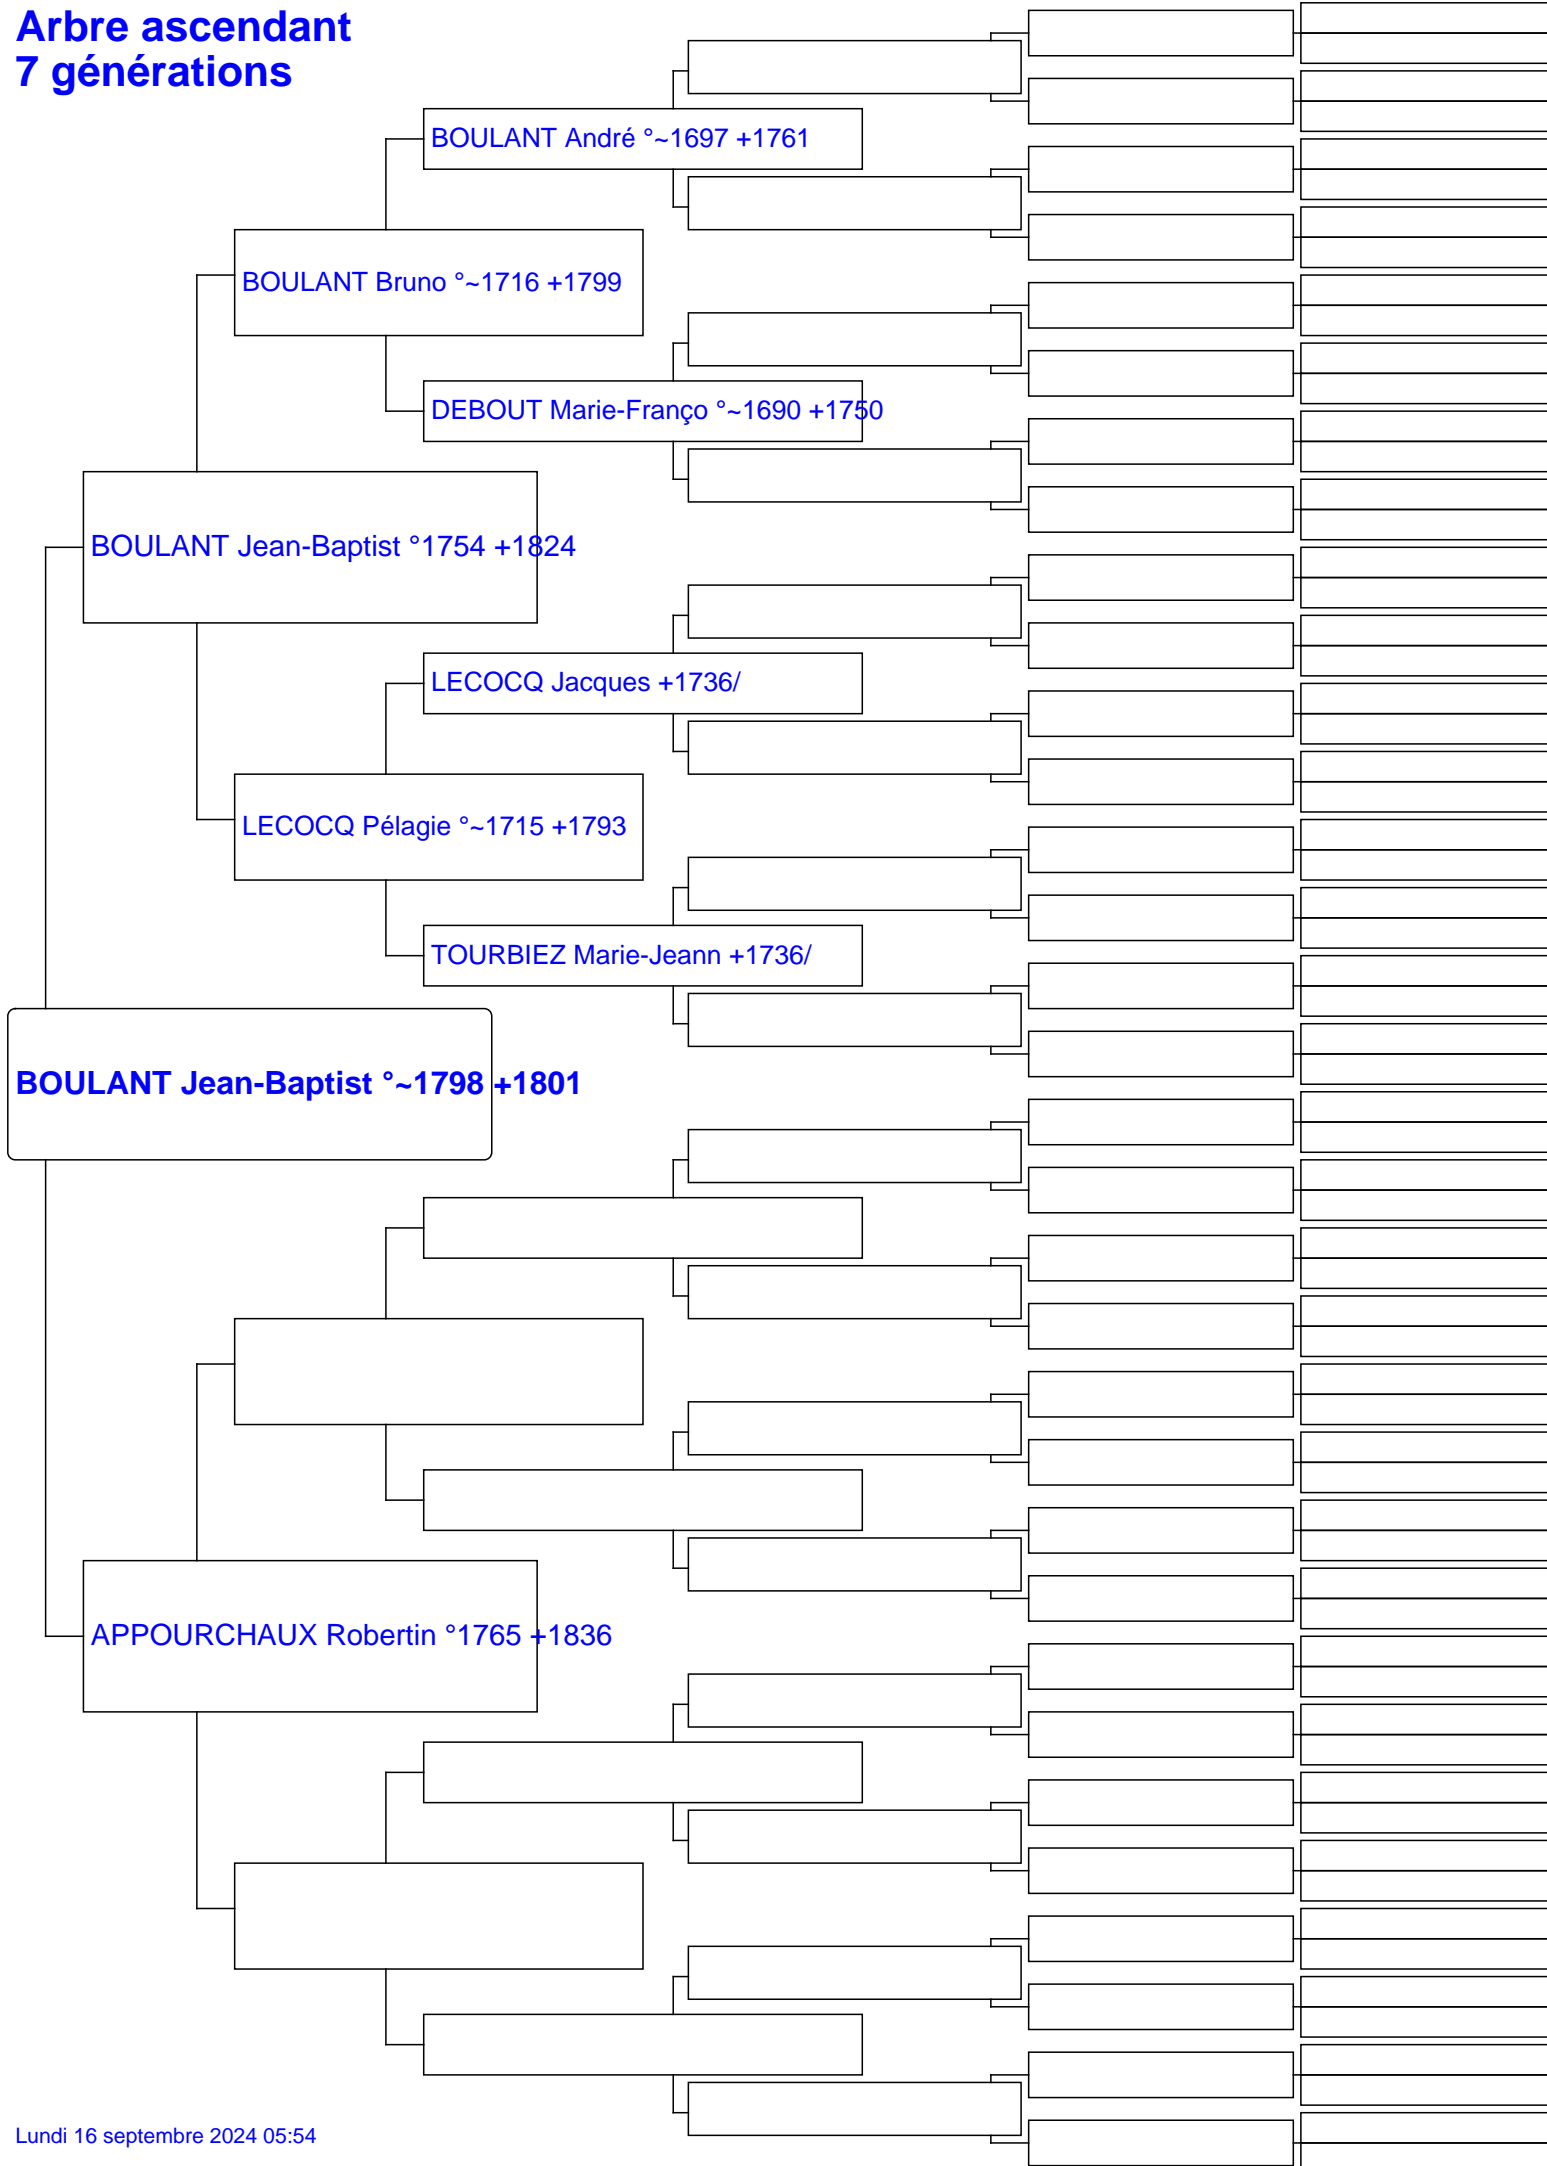 Arbre ascendant
7 générations
BOULANT André °~1697 +1761
BOULANT Bruno °~1716 +1799
DEBOUT Marie-Franço °~1690 +1750
BOULANT Jean-Baptist °1754 +1824
LECOCQ Jacques +1736/
LECOCQ Pélagie °~1715 +1793
TOURBIEZ Marie-Jeann +1736/
BOULANT Jean-Baptist °~1798 +1801
APPOURCHAUX Robertin °1765 +1836
Lundi 16 septembre 2024 05:54